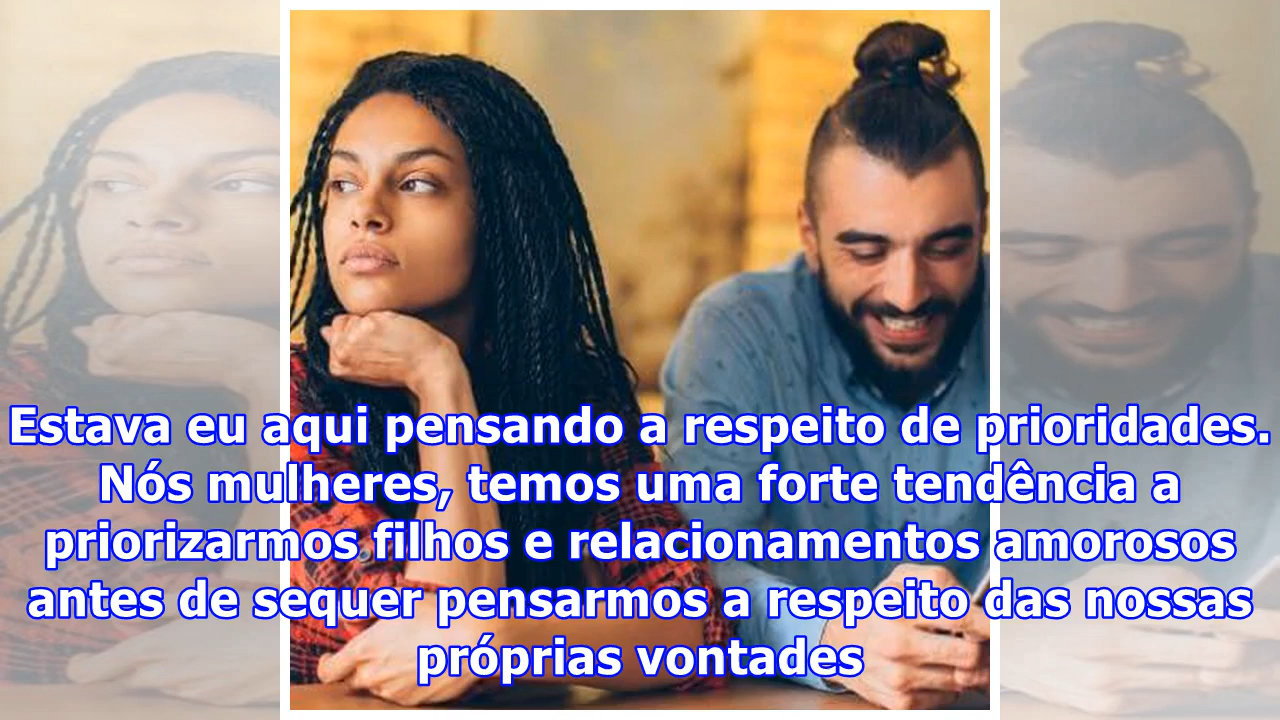 Estava eu aqui pensando a respeito de prioridades.
Nós mulheres, temos uma forte tendência a
priorizarmos filhos e relacionamentos amorosos
antes de sequer pensarmos a respeito das nossas
próprias vontades